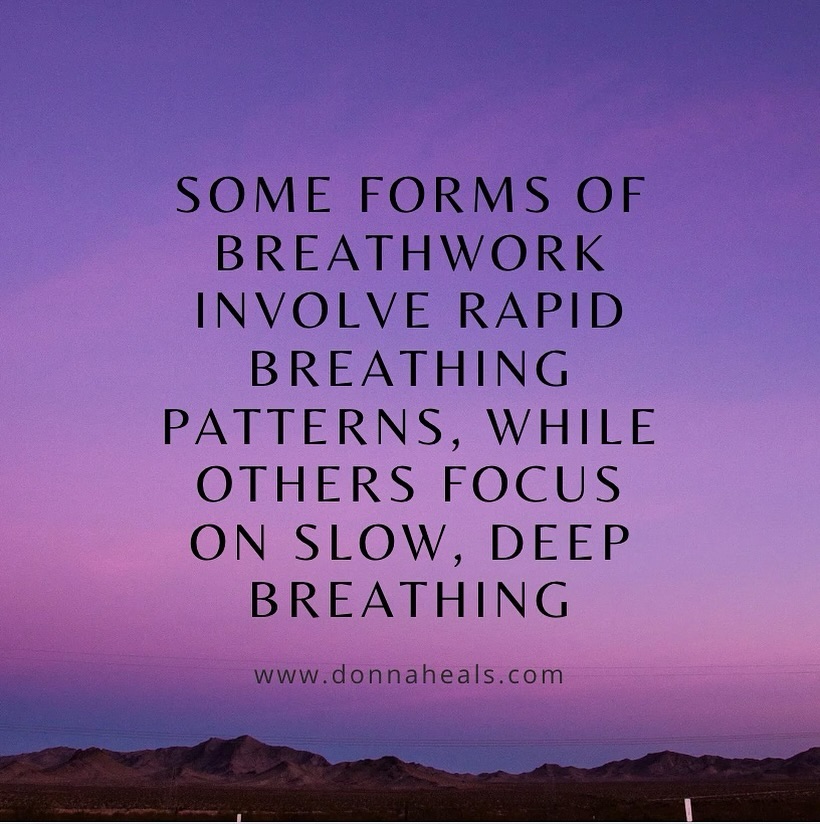 SOME FORMS OF
BREATHWORK
INVOLVE RAPID
BREATHING
PATTERNS, WHILE
OTHERS FOCUS
ON SLOW, DEEP
BREATHING
www.donnaheals.com